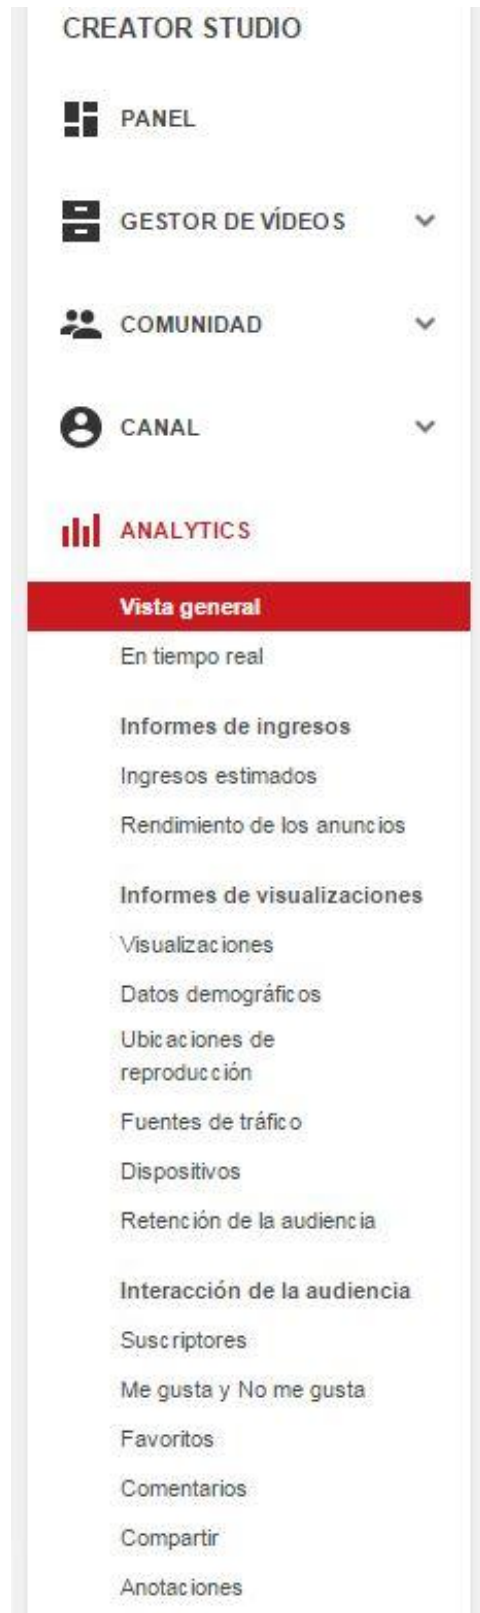 CREATOR STUDIO
PANEL
GESTOR DE VÍDEOS
COMUNIDAD
CANAL
ANALYTICS
Vista general
En tiempo real
Informes de ingresos
Ingresos estimados
Rendimiento de los anuncios
Informes de visualizaciones
Visualizaciones
Datos demográficos
Ubicaciones de
reproducción
Fuentes de tráfico
Dispositivos
Retención de la audiencia
Interacción de la audiencia
Suscriptores
Me gusta y No me gusta
Favoritos
Comentarios
Compartir
Anotaciones